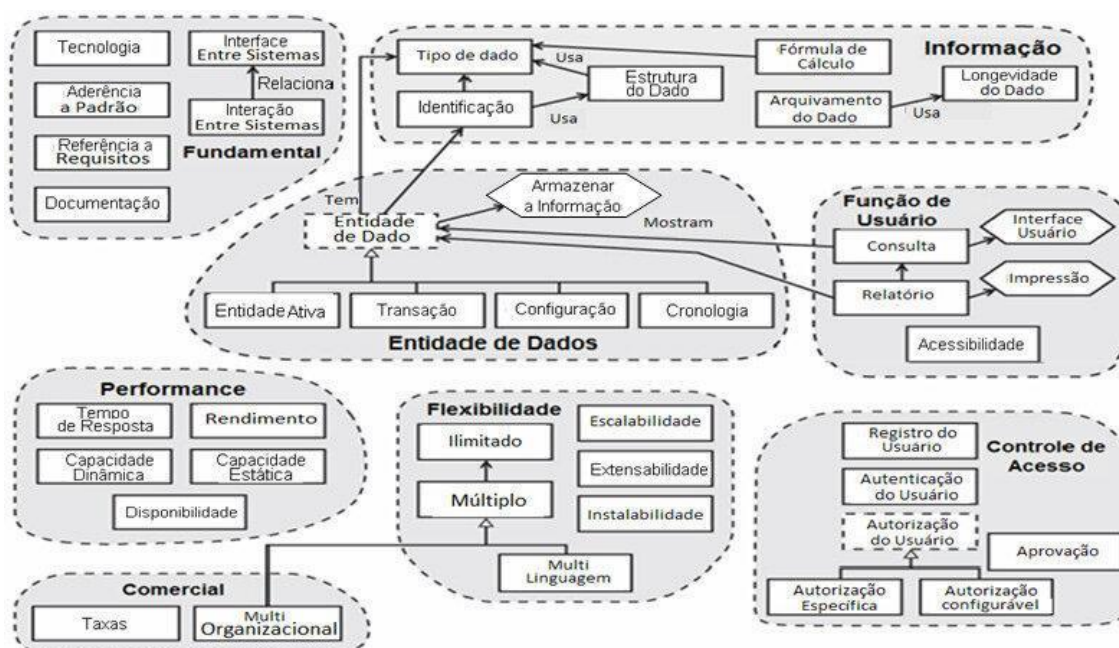 Tecnologia
Interface
Entre Sistemas
Relaciona
Aderência
a Padrão
Interação
Entre Sistemas
Referência a
Requisitos
Fundamental
Documentação
Informação
Tipo de dado
Usa
Fórmula de
Cálculo
Estrutura
do Dado
Longevidade
do Dado
Identificação
Usa
Arquivamento
do Dado
Usa
Tem
Entidade
de Dado
Armazenar
a Informação
Mostram
Entidade Ativa
Transação
Configuração
Cronologia
Entidade de Dados
Função de
Usuário
Interface
Usuário
Consulta
Impressão
Relatório
Acessibilidade
Performance
Tempo
de Resposta
Rendimento
Capacidade
Dinâmica
Capacidade
Estática
Disponibilidade
Flexibilidade
Ilimitado
Escalabilidade
Extensabilidade
Múltiplo
Instalabilidade
Multi
Linguagem
Comercial
Taxas
Multi
Organizacional
Registro do
Usuário
Controle de
Acesso
Autenticação
do Usuário
Autorização
do Usuário
Aprovação
Autorização
Específica
Autorização
configurável